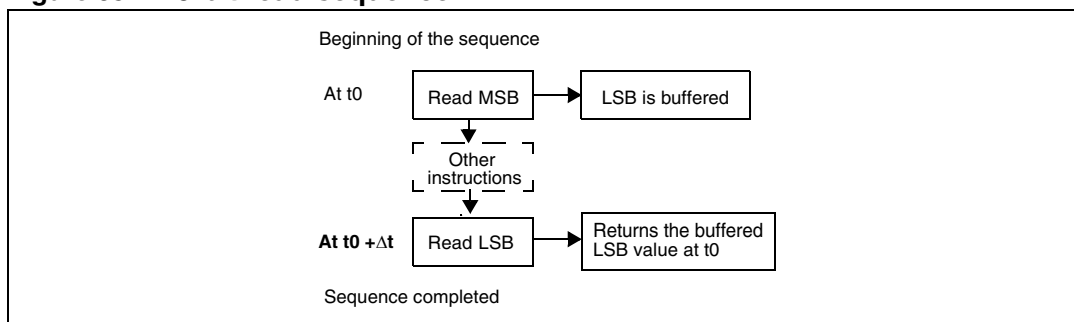 Beginning of the sequence
At t0
Read MSB
LSB is buffered
Other
instructions
At t0 +Δt
Read LSB
Returns the buffered
LSB value at t0
Sequence completed